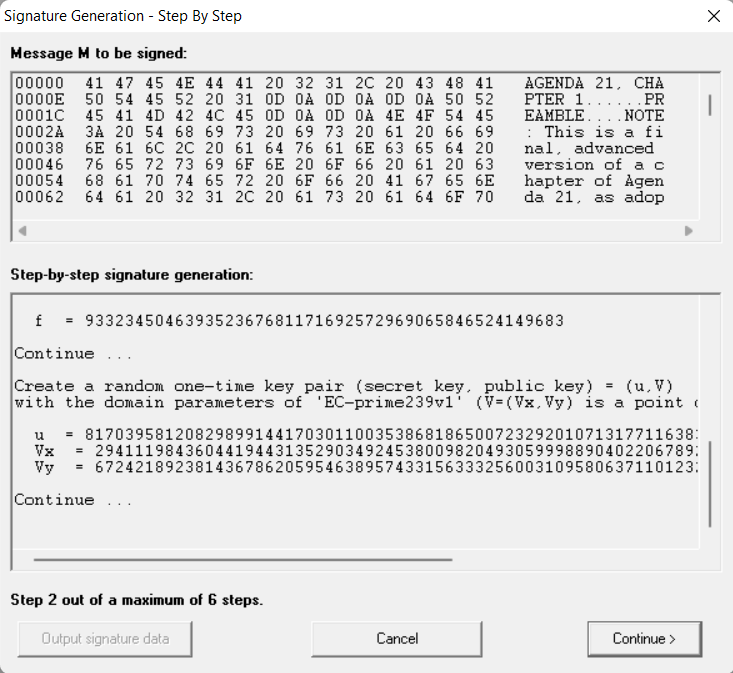 Signature Generation - Step By Step
Message M to be signed:
00000 41 47 45 4E 44 41 20 32 31 2C 20 43 48 41 AGENDA 21, CHA
0000E 50 54 45 52 20 31 0D 0A 0D 0A 0D 0A 50 52 PTER 1......PR
0001C 45 41 4D 42 4C 45 0D 0A 0D 0A 4E 4F 54 45 EAMBLE....NOTE
0002A 3A 20 54 68 69 73 20 69 73 20 61 20 66 69 : This is a fi
00038 6E 61 6C 2C 20 61 64 76 61 6E 63 65 64 20 nal, advanced
00046 76 65 72 73 69 6F 6E 20 6F 66 20 61 20 63 version of a c
00054 68 61 70 74 65 72 20 6F 66 20 41 67 65 6E hapter of Agen
00062 64 61 20 32 31 2C 20 61 73 20 61 64 6F 70 da 21, as adop
Step-by-step signature generation:
f = 933234504639352367681171692572969065846524149683
Continue ...
Create a random one-time key pair (secret key, public key) = (u,V)
with the domain parameters of 'EC-prime239v1' (V=(Vx,Vy) is a point
u = 8170395812082989914417030110035386818650072329201071317711638
Vx = 2941119843604419443135290349245380098204930599988904022067892
Vy = 6724218923814367862059546389574331563332560031095806371101232
Continue ...
Step 2 out of a maximum of 6 steps.
Output signature data
Cancel
Continue >